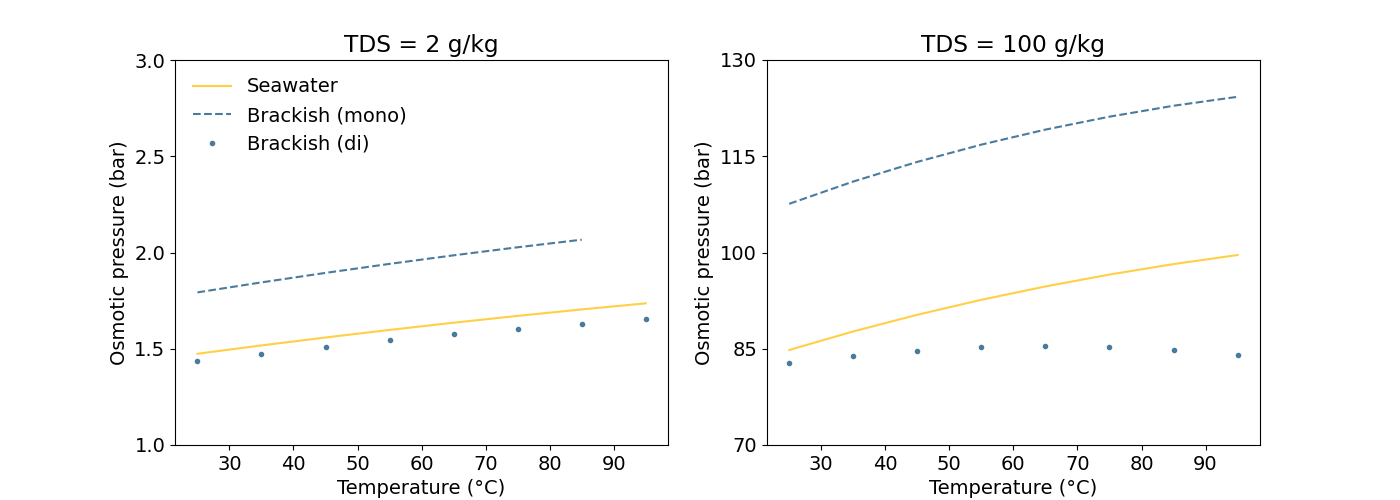 TDS = 2 g/kg
Osmotic pressure (bar)
3.0
2.5
2.0
1.5
1.0
Seawater
Brackish (mono)
Brackish (di)
30 40 50 60 70 80 90
Temperature (°C)
TDS = 100 g/kg
Osmotic pressure (bar)
130
115
100
85
70
30 40 50 60 70 80 90
Temperature (°C)